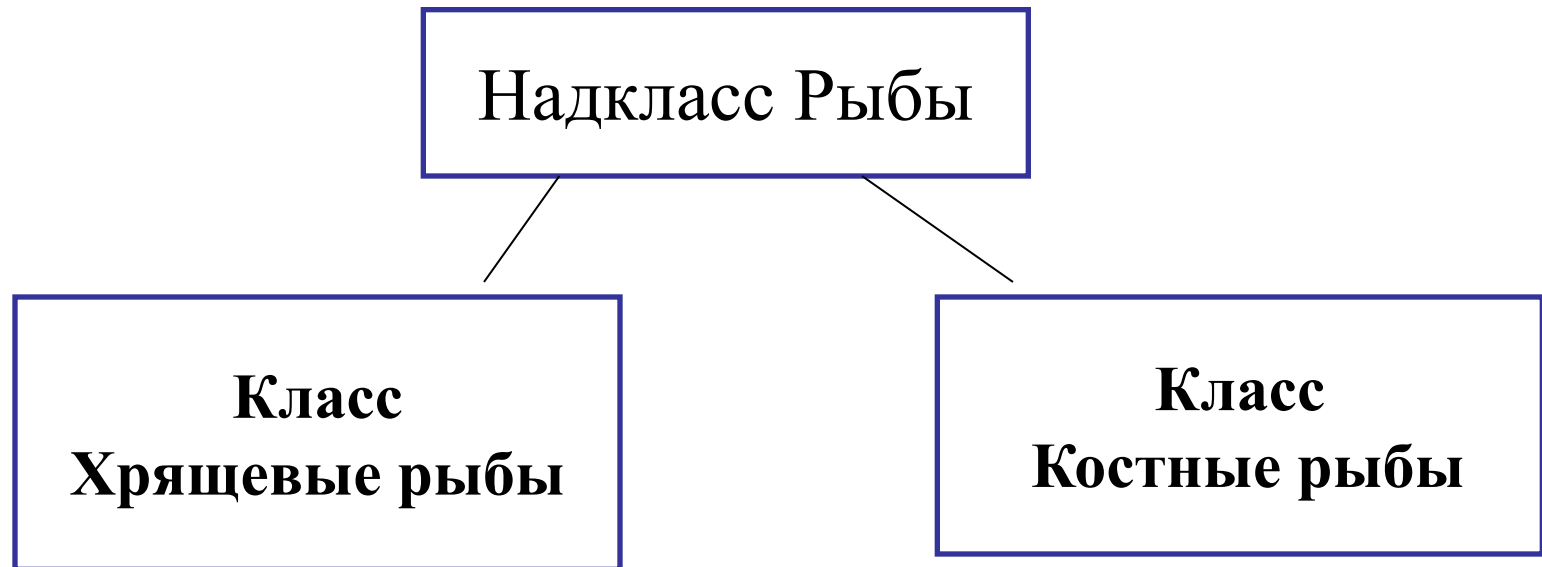 Надкласс Рыбы
Класс
Хрящевые рыбы
Класс
Костные рыбы